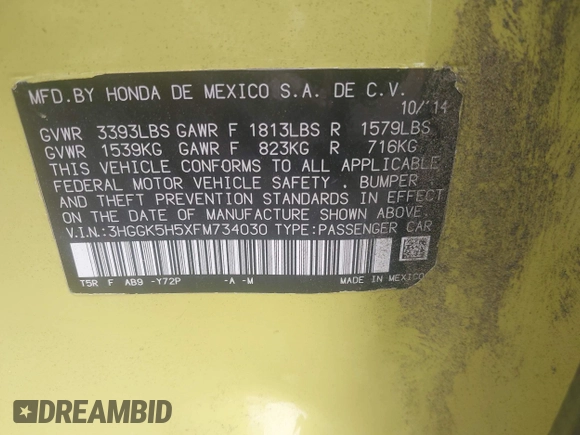 MFD.BY HONDA DE MEXICO S.A. DE C.V.
10/'14
GVWR 3393LBS GAWR F 1813LBS R 1579LBS
GVWR 1539KG GAWR F 823KG R 716KG
THIS VEHICLE CONFORMS TO ALL APPLICABLE
FEDERAL MOTOR VEHICLE SAFETY . BUMPER
AND THEFT PREVENTION STANDARDS IN EFFECT
ON THE DATE OF MANUFACTURE SHOWN ABOVE.
V.I.N.:3HGGK5H5XFM734030 TYPE:PASSENGER CAR
T5R F AB9 -Y72P -A -M
MADE IN MEXICO
DREAMBID